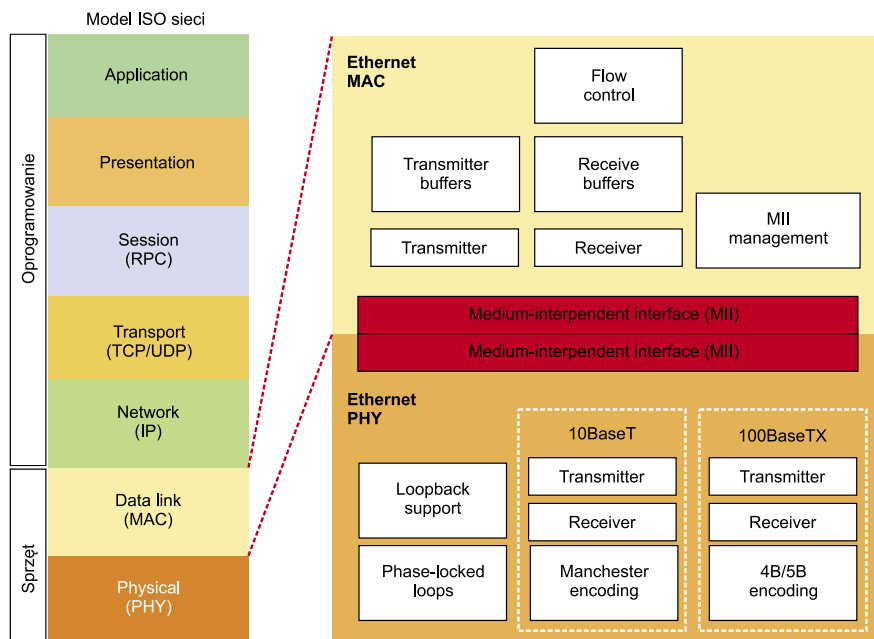 Model ISO sieci
Oprogramowanie
Sprzęt
Application
Presentation
Session
(RPC)
Transport
(TCP/UDP)
Network
(IP)
Data link
(MAC)
Physical
(PHY)
Ethernet
MAC
Flow
control
Transmitter
buffers
Receive
buffers
MII
management
Transmitter
Receiver
Medium-interpendent interface (MII)
Medium-interpendent interface (MII)
Ethernet
PHY
Loopback
support
Phase-locked
loops
10BaseT
Transmitter
Receiver
Manchester
encoding
100BaseTX
Transmitter
Receiver
4B/5B
encoding